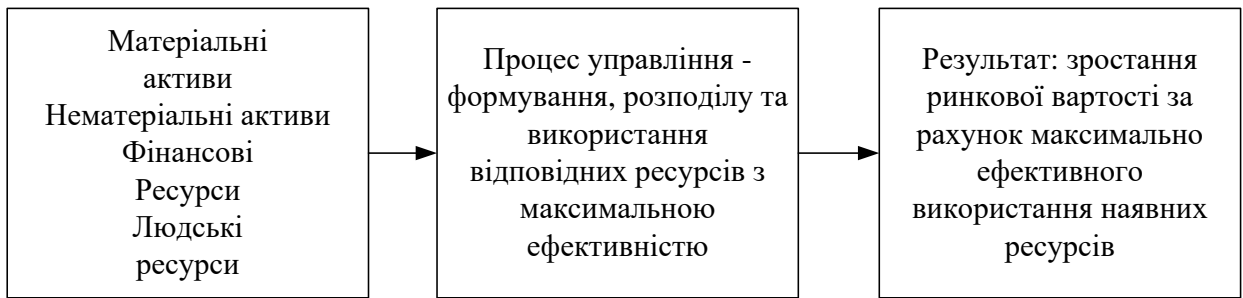 Матеріальні
активи
Нематеріальні активи
Фінансові
Ресурси
Людські
ресурси
Процес управління -
формування, розподілу та
використання
відповідних ресурсів з
максимальною
ефективністю
Результат: зростання
ринкової вартості за
рахунок максимально
ефективного
використання наявних
ресурсів